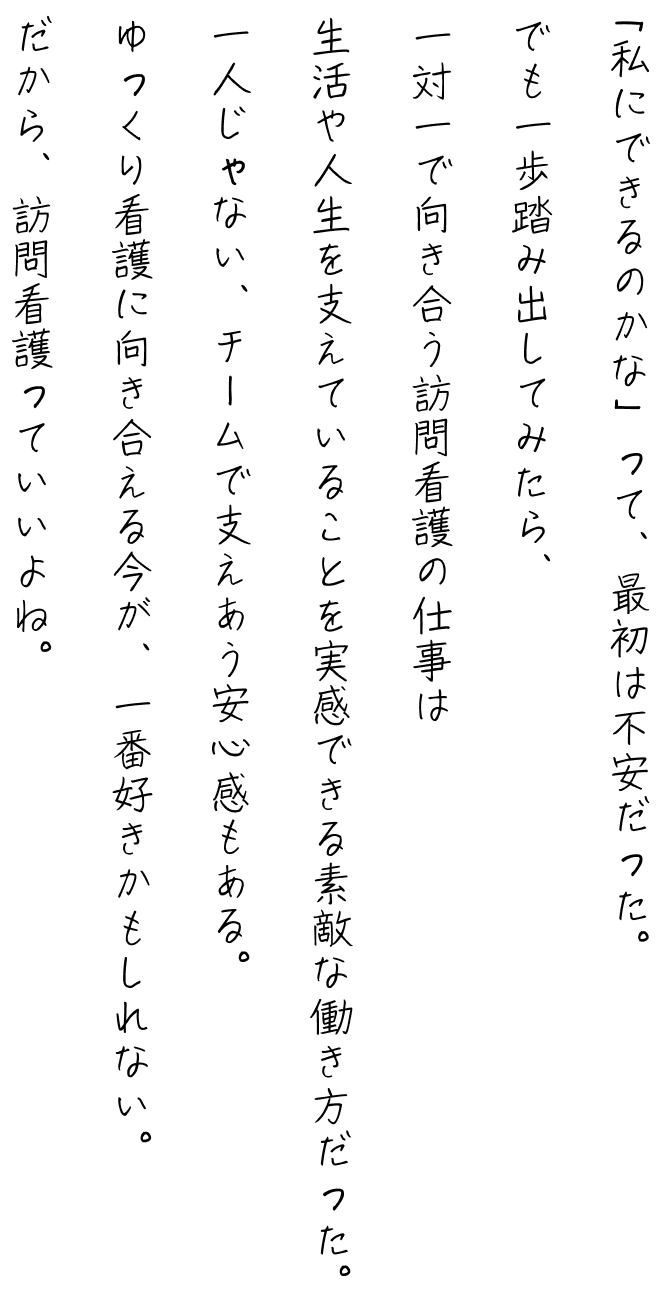 「私にできるのかな」って、最初は不安だった。
でも一歩踏み出してみたら、
一対一で向き合う訪問看護の仕事は
生活や人生を支えていることを実感できる素敵な働き方だった。
一人じゃない、チームで支えあう安心感もある。
ゆっくり看護に向き合える今が、一番好きかもしれない。
だから、訪問看護っていいよね。